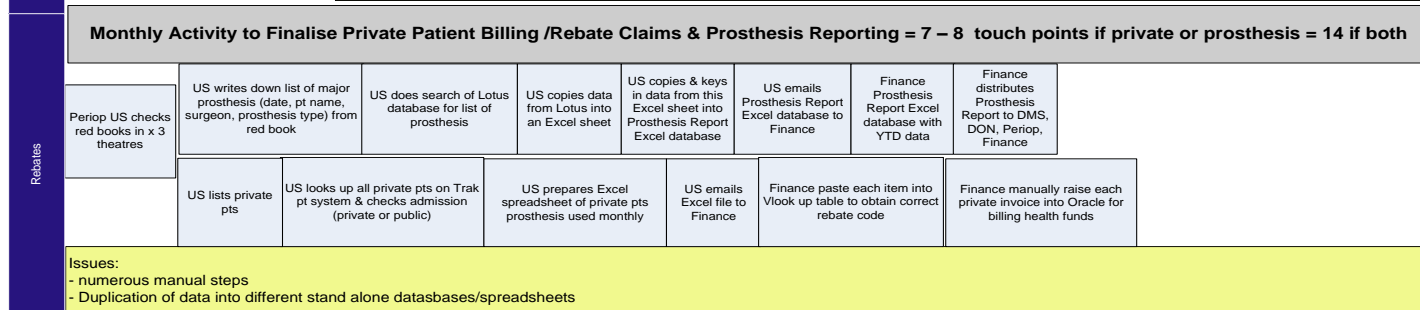 Monthly Activity to Finalise Private Patient Billing /Rebate Claims & Prosthesis Reporting = 7 – 8 touch points if private or prosthesis = 14 if both
Rebates
Periop US checks
red books in x 3
theatres
US writes down list of major
prosthesis (date, pt name,
surgeon, prosthesis type) from
red book
US does search of Lotus
database for list of
prosthesis
US copies data
from Lotus into
an Excel sheet
US copies & keys
in data from this
Excel sheet into
Prosthesis Report
Excel database
US emails
Prosthesis Report
Excel database to
Finance
Finance
Prosthesis
Report Excel
database with
YTD data
Finance
distributes
Prosthesis
Report to DMS,
DON, Periop,
Finance
US lists private
pts
US looks up all private pts on Trak
pt system & checks admission
(private or public)
US prepares Excel
spreadsheet of private pts
prosthesis used monthly
US emails
Excel file to
Finance
Finance paste each item into
Vlook up table to obtain correct
rebate code
Finance manually raise each
private invoice into Oracle for
billing health funds
Issues:
- numerous manual steps
- Duplication of data into different stand alone datasbases/spreadsheets